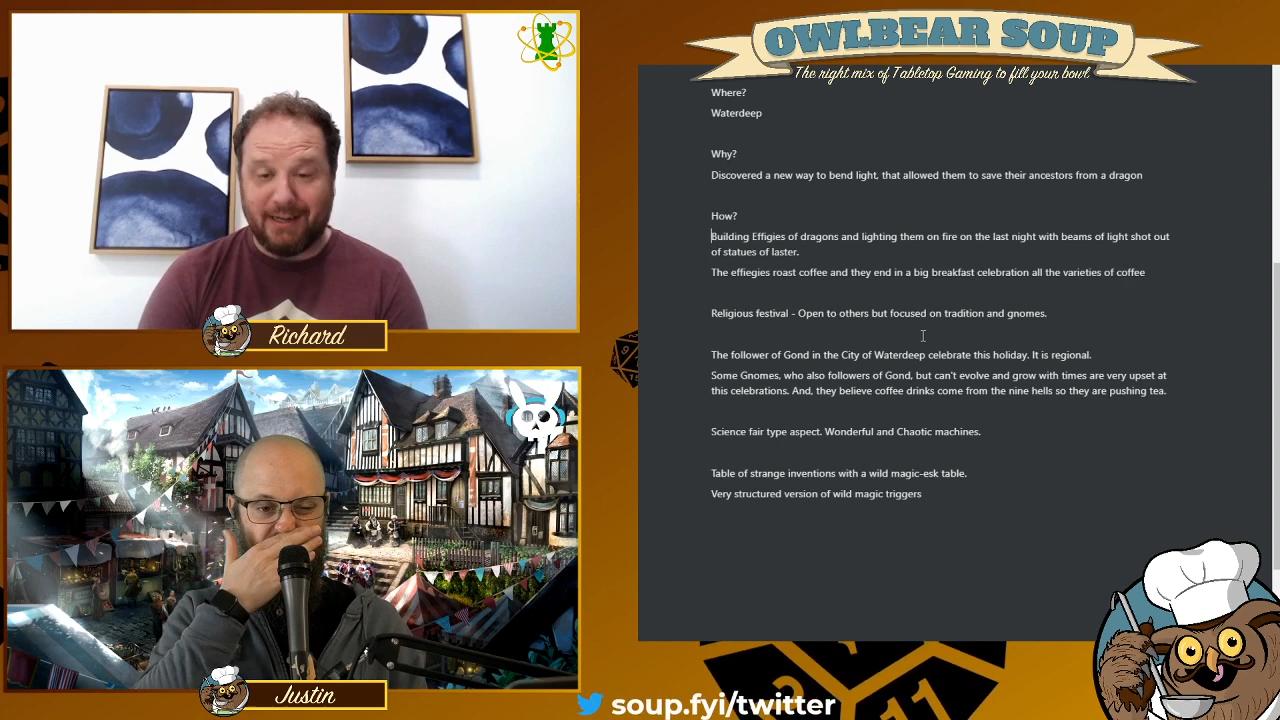 OWLBEAR SOUP
The right mix of Tabletop Gaming to fill your bowl
Where?
Waterdeep
Why?
Discovered a new way to bend light, that allowed them to save their ancestors from a dragon
How?
Building Effigies of dragons and lighting them on fire on the last night with beams of light shot out
of statues of laster.
The effiegies roast coffee and they end in a big breakfast celebration all the varieties of coffee
Religious festival - Open to others but focused on tradition and gnomes.
The follower of Gond in the City of Waterdeep celebrate this holiday. It is regional.
Some Gnomes, who also followers of Gond, but can't evolve and grow with times are very upset at
this celebrations. And, they believe coffee drinks come from the nine hells so they are pushing tea.
Science fair type aspect. Wonderful and Chaotic machines.
Table of strange inventions with a wild magic-esk table.
Very structured version of wild magic triggers
Richard
Justin
soup.fyi/twitter
9
11